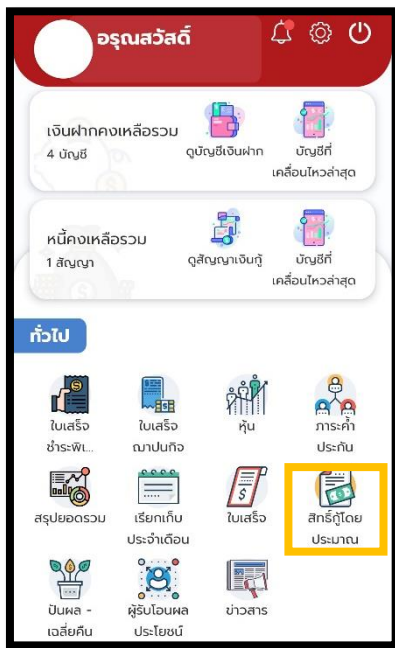 อรุณสวัสดิ์
เงินฝากคงเหลือรวม
4 บัญชี
ดูบัญชีเงินฝาก
บัญชีที่
เคลื่อนไหวล่าสุด
หนี้คงเหลือรวม
1 สัญญา
ดูสัญญาเงินกู้
บัญชีที่
เคลื่อนไหวล่าสุด
ทั่วไป
ใบเสร็จ
ชำระพิเ...
ใบเสร็จ
ฌาปนกิจ
หุ้น
ภาระค้ำ
ประกัน
สรุปยอดรวม
เรียกเก็บ
ประจำเดือน
ใบเสร็จ
สิทธิ์กู้โดย
ประมาณ
ปันผล -
เฉลี่ยคืน
ผู้รับโอนผล
ประโยชน์
ข่าวสาร